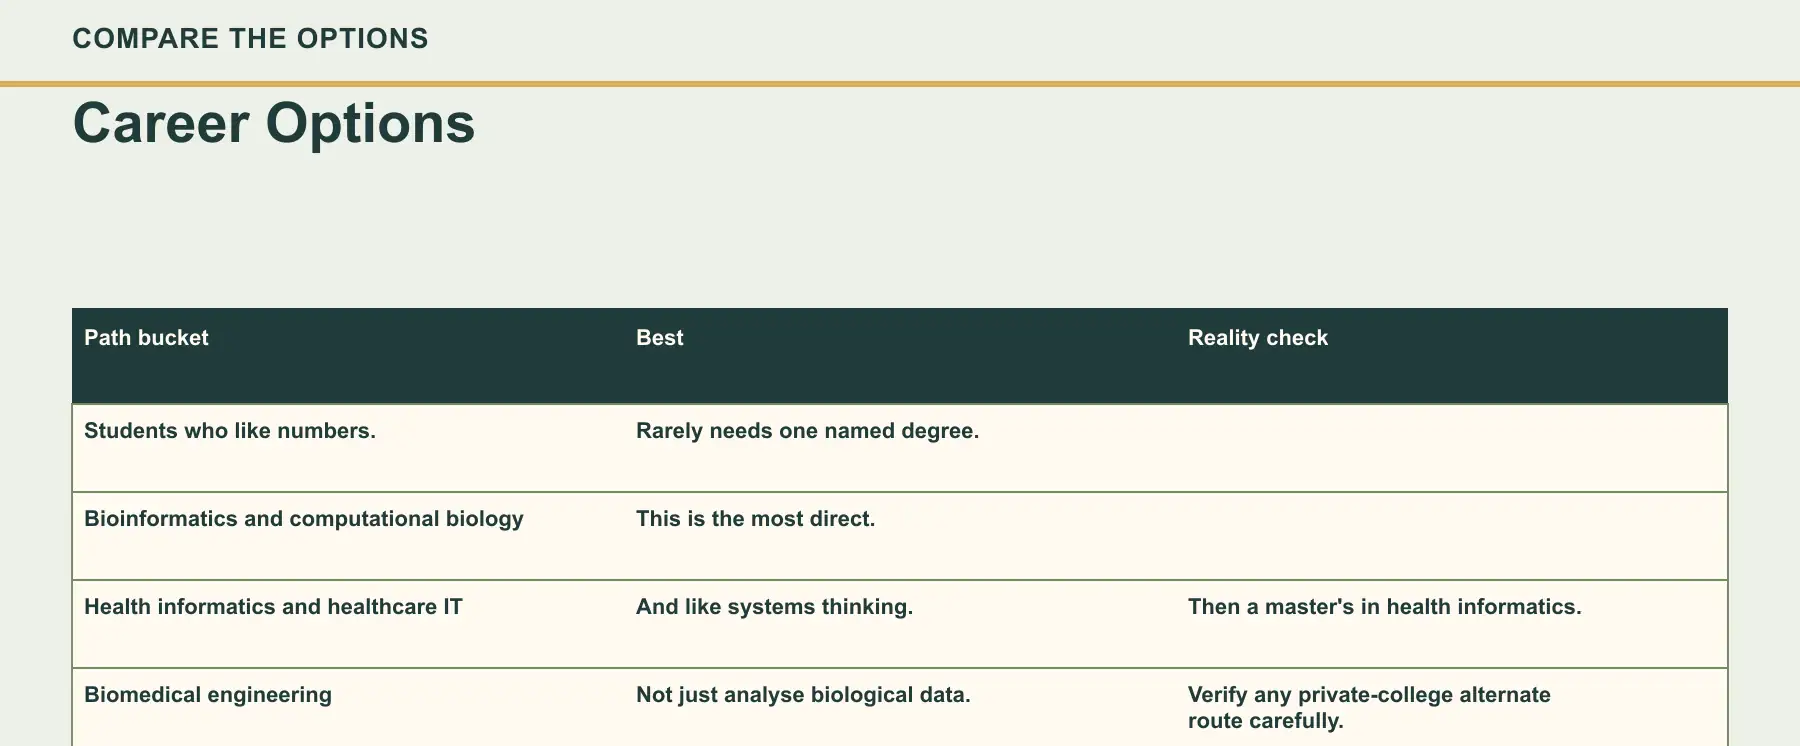 COMPARE THE OPTIONS
Career Options
Path bucket Best Reality check
Students who like numbers. Rarely needs one named degree.
Bioinformatics and computational biology This is the most direct.
Health informatics and healthcare IT And like systems thinking. Then a master's in health informatics.
Biomedical engineering Not just analyse biological data. Verify any private-college alternate
route carefully.